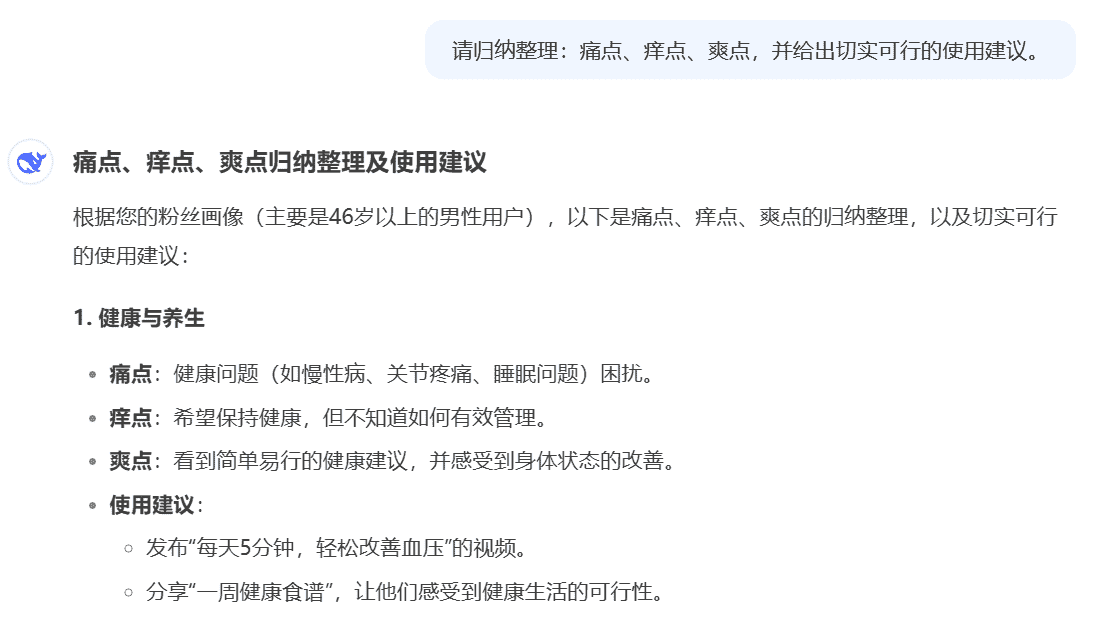 请归纳整理：痛点、痒点、爽点，并给出切实可行的使用建议。
痛点、痒点、爽点归纳整理及使用建议
根据您的粉丝画像（主要是46岁以上的男性用户），以下是痛点、痒点、爽点的归纳整理，以及切实可行
的使用建议：
1. 健康与养生
痛点：健康问题（如慢性病、关节疼痛、睡眠问题）困扰。
痒点：希望保持健康，但不知道如何有效管理。
爽点：看到简单易行的健康建议，并感受到身体状态的改善。
使用建议：
发布“每天5分钟，轻松改善血压”的视频。
分享“一周健康食谱”，让他们感受到健康生活的可行性。